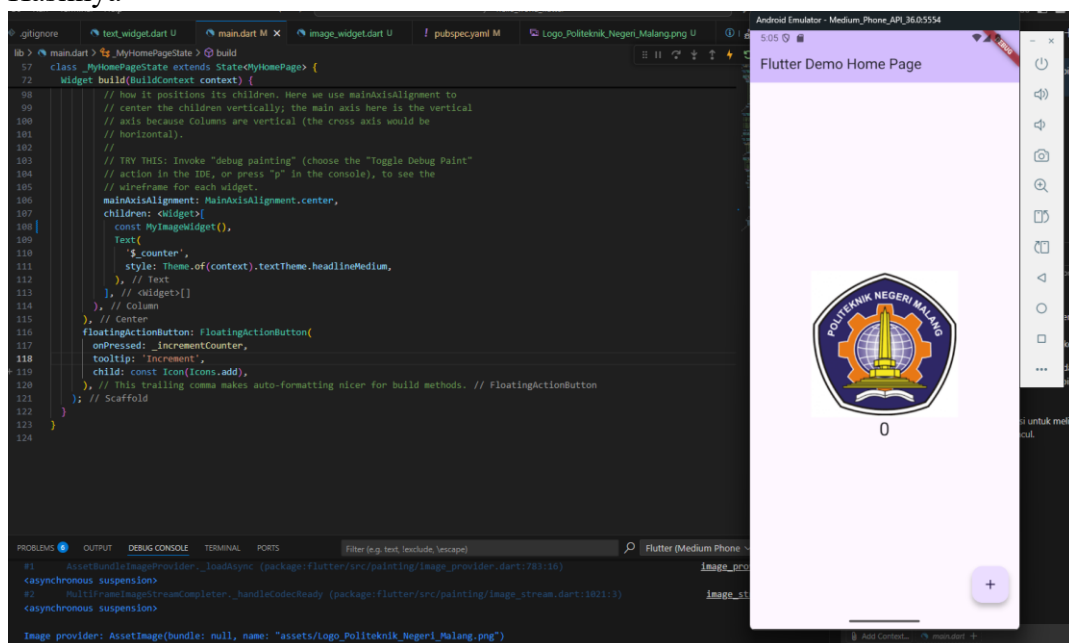 Hasilnya
.gitignore text_widget.dart U main.dart M X image_widget.dart U ! pubspec.yaml M Logo_Politeknik_Negeri_Malang.png U
lib > main.dart > _MyHomePageState > build
57 class _MyHomePageState extends State<MyHomePage> {
72 Widget build(BuildContext context) {
98 // how it positions its children. Here we use mainAxisAlignment to
99 // center the children vertically; the main axis here is the vertical
100 // axis because Columns are vertical (the cross axis would be
101 // horizontal).
102 //
103 // TRY THIS: Invoke "debug painting" (choose the "Toggle Debug Paint"
104 // action in the IDE, or press "p" in the console), to see the
105 // wireframe for each widget.
106 mainAxisAlignment: MainAxisAlignment.center,
107 children: <Widget>[
108 const MyImageWidget(),
109 Text(
110 '$_counter',
111 style: Theme.of(context).textTheme.headlineMedium,
112 ), // Text
113 ], // <Widget>[]
114 ), // Column
115 ), // Center
116 floatingActionButton: FloatingActionButton(
117 onPressed: _incrementCounter,
118 tooltip: 'Increment',
119 child: const Icon(Icons.add),
120 ), // This trailing comma makes auto-formatting nicer for build methods. // FloatingActionButton
121 ); // Scaffold
122 }
123 }
124
PROBLEMS 6 OUTPUT DEBUG CONSOLE TERMINAL PORTS Filter (e.g. text, !exclude, \escape) Flutter (Medium Phone
#1 AssetBundleImageProvider._loadAsync (package:flutter/src/painting/image_provider.dart:783:16) image_pro
<asynchronous suspension>
#2 MultiFrameImageStreamCompleter._handleCodecReady (package:flutter/src/painting/image_stream.dart:1021:3) image_st
<asynchronous suspension>
Image provider: AssetImage(bundle: null, name: "assets/Logo_Politeknik_Negeri_Malang.png")
Android Emulator - Medium_Phone_API_36.0:5554
5:05
DEBUG
Flutter Demo Home Page
POLITEKNIK NEGERI MALANG
0
+
si untuk meli
cul.
Add Context... main.dart +